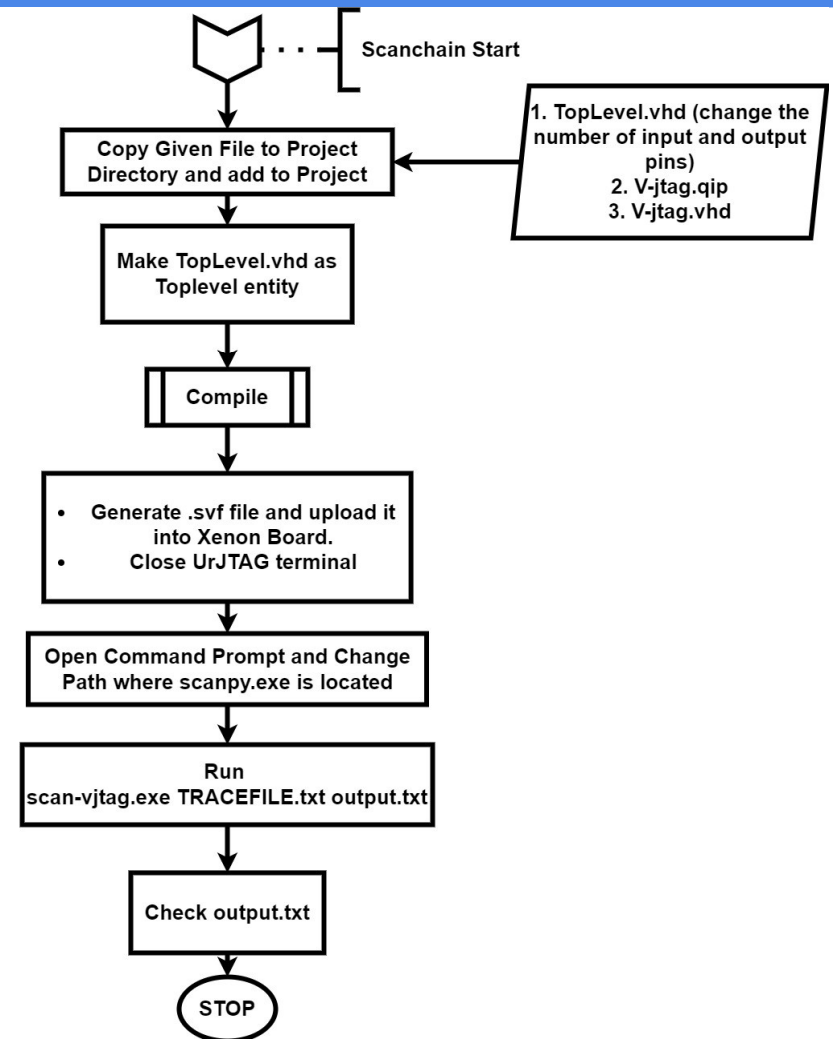 Scanchain Start
1. TopLevel.vhd (change the
number of input and output
pins)
2. V-jtag.qip
3. V-jtag.vhd
Copy Given File to Project
Directory and add to Project
Make TopLevel.vhd as
Toplevel entity
Compile
• Generate .svf file and upload it
into Xenon Board.
• Close UrJTAG terminal
Open Command Prompt and Change
Path where scanpy.exe is located
Run
scan-vjtag.exe TRACEFILE.txt output.txt
Check output.txt
STOP